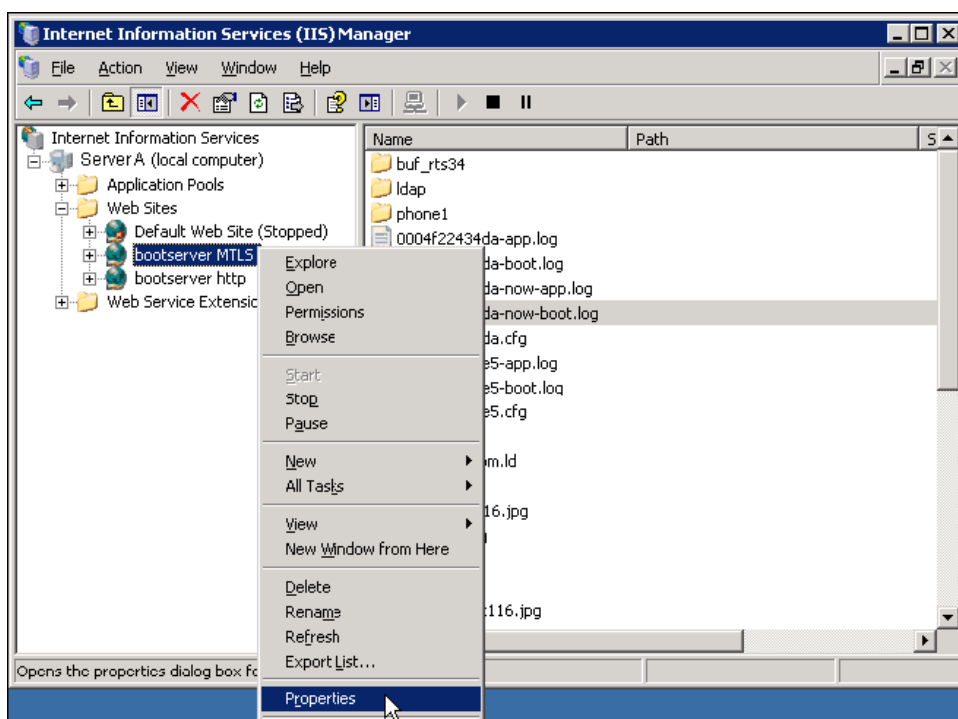 Internet Information Services (IIS) Manager
File Action View Window Help
Internet Information Services
Name Path S
Server A (local computer)
buf_rts34
Application Pools
ldap
Web Sites
phone1
Default Web Site (Stopped)
0004f22434da-app.log
bootserver MTLS
da-boot.log
bootserver http
da-now-app.log
Web Service Extensio
da-now-boot.log
da.cfg
e5-app.log
e5-boot.log
e5.cfg
om.ld
16.jpg
116.jpg
Explore
Open
Permissions
Browse
Start
Stop
Pause
New
All Tasks
View
New Window from Here
Delete
Rename
Refresh
Export List...
Properties
Opens the properties dialog box fo